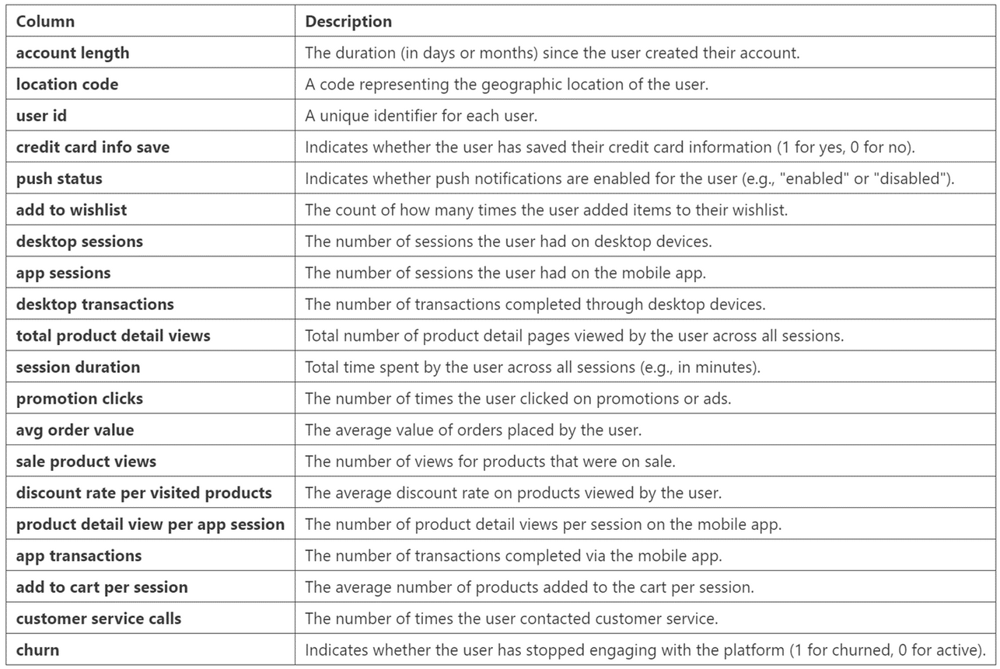 Column Description
account length The duration (in days or months) since the user created their account.
location code A code representing the geographic location of the user.
user id A unique identifier for each user.
credit card info save Indicates whether the user has saved their credit card information (1 for yes, 0 for no).
push status Indicates whether push notifications are enabled for the user (e.g., "enabled" or "disabled").
add to wishlist The count of how many times the user added items to their wishlist.
desktop sessions The number of sessions the user had on desktop devices.
app sessions The number of sessions the user had on the mobile app.
desktop transactions The number of transactions completed through desktop devices.
total product detail views Total number of product detail pages viewed by the user across all sessions.
session duration Total time spent by the user across all sessions (e.g., in minutes).
promotion clicks The number of times the user clicked on promotions or ads.
avg order value The average value of orders placed by the user.
sale product views The number of views for products that were on sale.
discount rate per visited products The average discount rate on products viewed by the user.
product detail view per app session The number of product detail views per session on the mobile app.
app transactions The number of transactions completed via the mobile app.
add to cart per session The average number of products added to the cart per session.
customer service calls The number of times the user contacted customer service.
churn Indicates whether the user has stopped engaging with the platform (1 for churned, 0 for active).